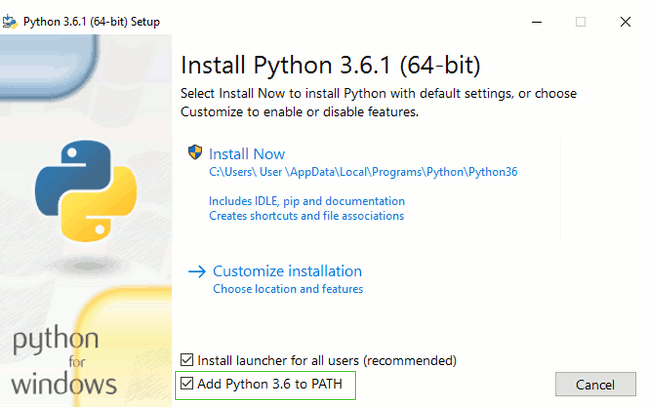 Python 3.6.1 (64-bit) Setup
Install Python 3.6.1 (64-bit)
Select Install Now to install Python with default settings, or choose
Customize to enable or disable features.
Install Now
C:\Users\ User \AppData\Local\Programs\Python\Python36
Includes IDLE, pip and documentation
Creates shortcuts and file associations
Customize installation
Choose location and features
python
for
windows
Install launcher for all users (recommended)
Add Python 3.6 to PATH
Cancel